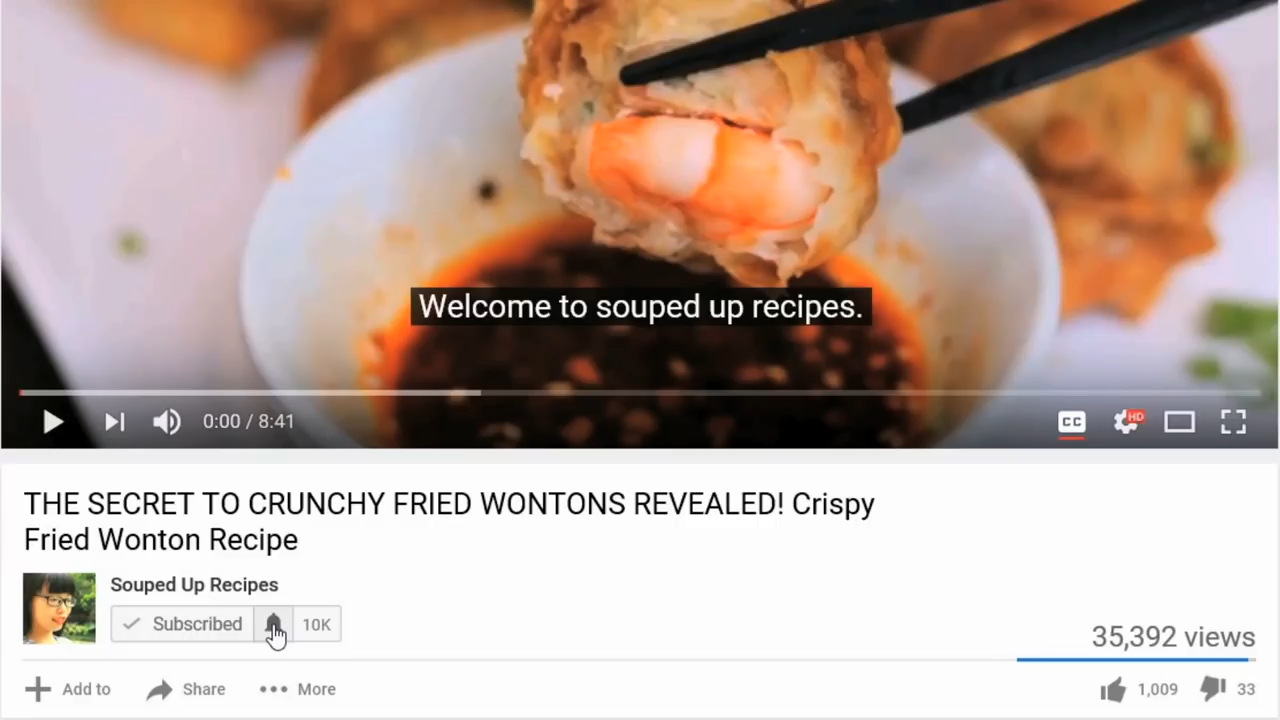 Welcome to souped up recipes.
0:00 / 8:41
CC
HD
THE SECRET TO CRUNCHY FRIED WONTONS REVEALED! Crispy
Fried Wonton Recipe
Souped Up Recipes
Subscribed 10K
35,392 views
Add to Share More
1,009 33